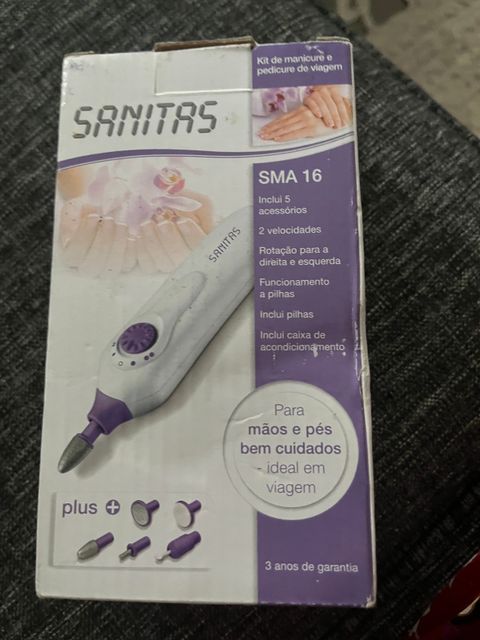 Kit de manicure e
pedicure de viagem
SANITAS
SMA 16
Inclui 5
acessórios
2 velocidades
Rotação para a
direita e esquerda
Funcionamento
a pilhas
Inclui pilhas
Inclui caixa de
acondicionamento
SANITAS
Para
mãos e pés
bem cuidados
- ideal em
viagem
plus +
3 anos de garantia